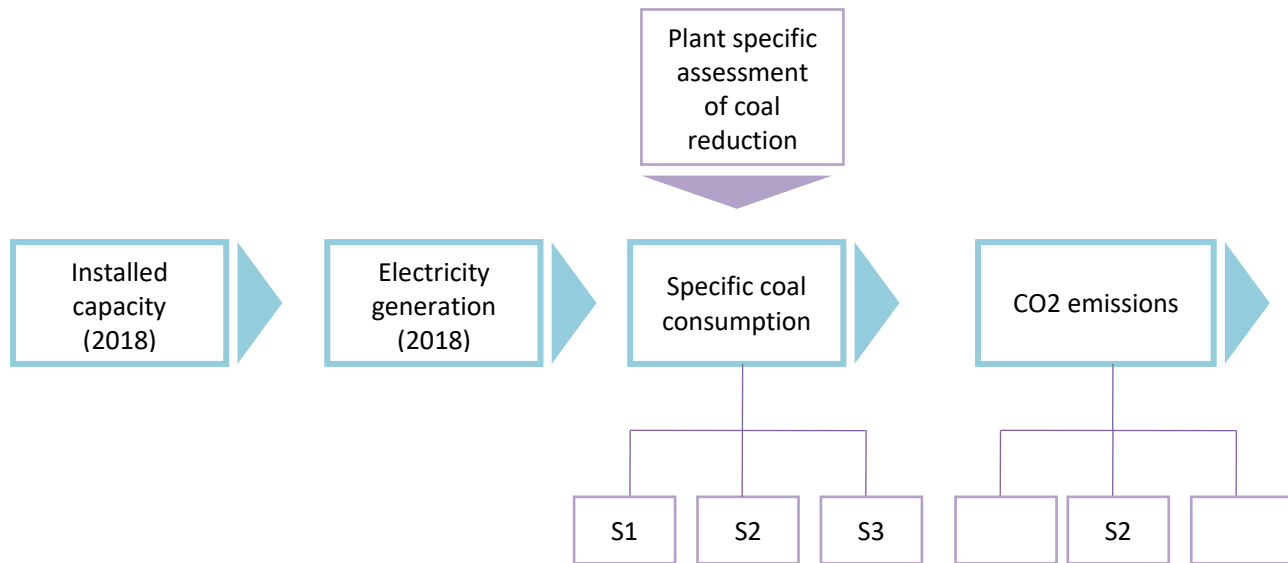 Plant specific
assessment
of coal
reduction
Installed
capacity
(2018)
Electricity
generation
(2018)
Specific coal
consumption
CO2 emissions
S1
S2
S3
S2